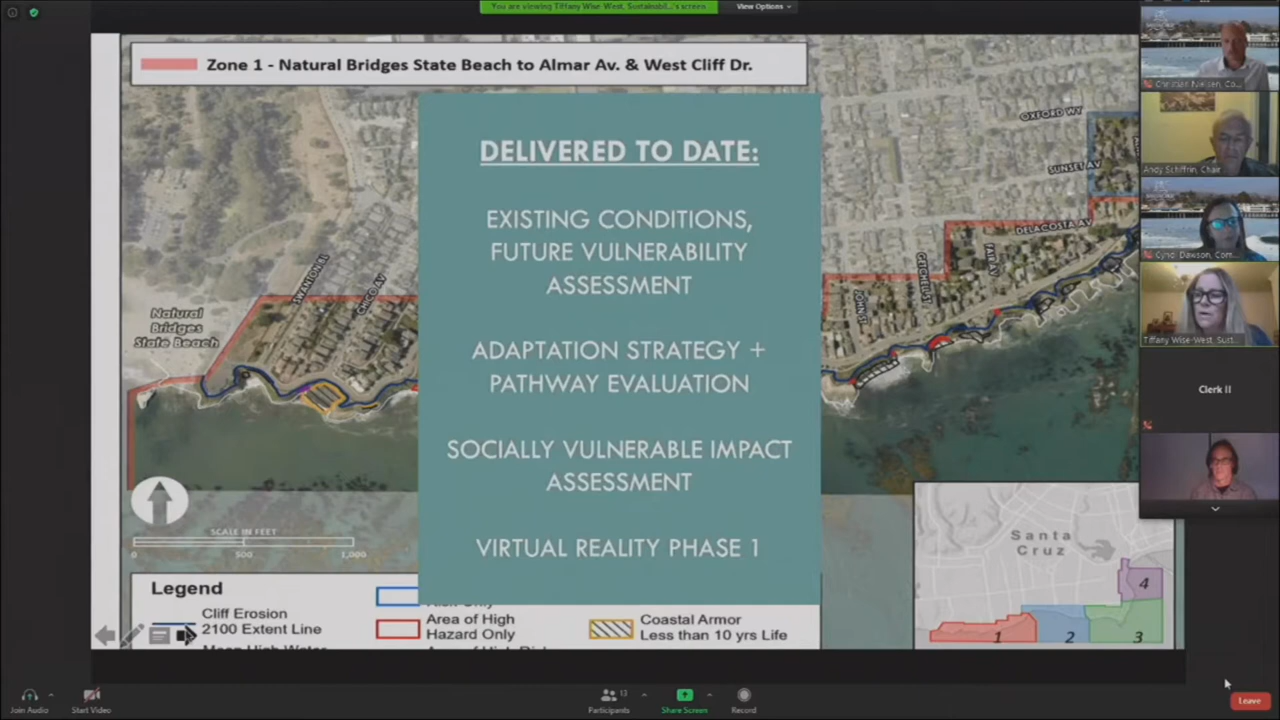 You are viewing Tiffany Wise-West, Sustainabil...'s screen
View Options
Zone 1 - Natural Bridges State Beach to Almar Av. & West Cliff Dr.
DELIVERED TO DATE:
EXISTING CONDITIONS,
FUTURE VULNERABILITY
ASSESSMENT
ADAPTATION STRATEGY +
PATHWAY EVALUATION
SOCIALLY VULNERABLE IMPACT
ASSESSMENT
VIRTUAL REALITY PHASE 1
OXFORD WY
SUNSET AV
DELACOSTA AV
FAIR AV
GETCHELL ST
JOHN ST
SWANTON BL
CHICO AV
Natural
Bridges
State Beach
SCALE IN FEET
0 500 1,000
Legend
Cliff Erosion
2100 Extent Line
Mean High Water
Risk Only
Area of High
Hazard Only
Coastal Armor
Less than 10 yrs Life
Santa
Cruz
1
2
3
4
Christian Nielsen, Co...
Andy Schiffrin, Chair
Cyndi Dawson, Com...
Tiffany Wise-West, Sust...
Clerk II
Join Audio
Start Video
Participants
13
Share Screen
Record
Leave